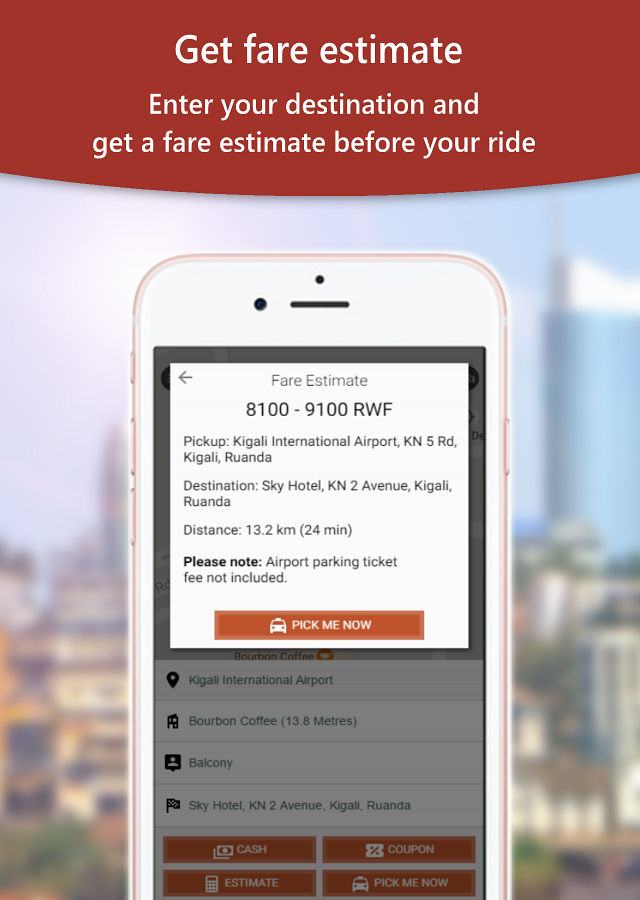 Get fare estimate
Enter your destination and
get a fare estimate before your ride
Fare Estimate
8100 - 9100 RWF
De
Pickup: Kigali International Airport, KN 5 Rd,
Kigali, Ruanda
Destination: Sky Hotel, KN 2 Avenue, Kigali,
Ruanda
Distance: 13.2 km (24 min)
Please note: Airport parking ticket
fee not included.
Rd
PICK ME NOW
Bourbon Coffee
Kigali International Airport
Bourbon Coffee (13.8 Metres)
Balcony
Sky Hotel, KN 2 Avenue, Kigali, Ruanda
CASH
COUPON
ESTIMATE
PICK ME NOW